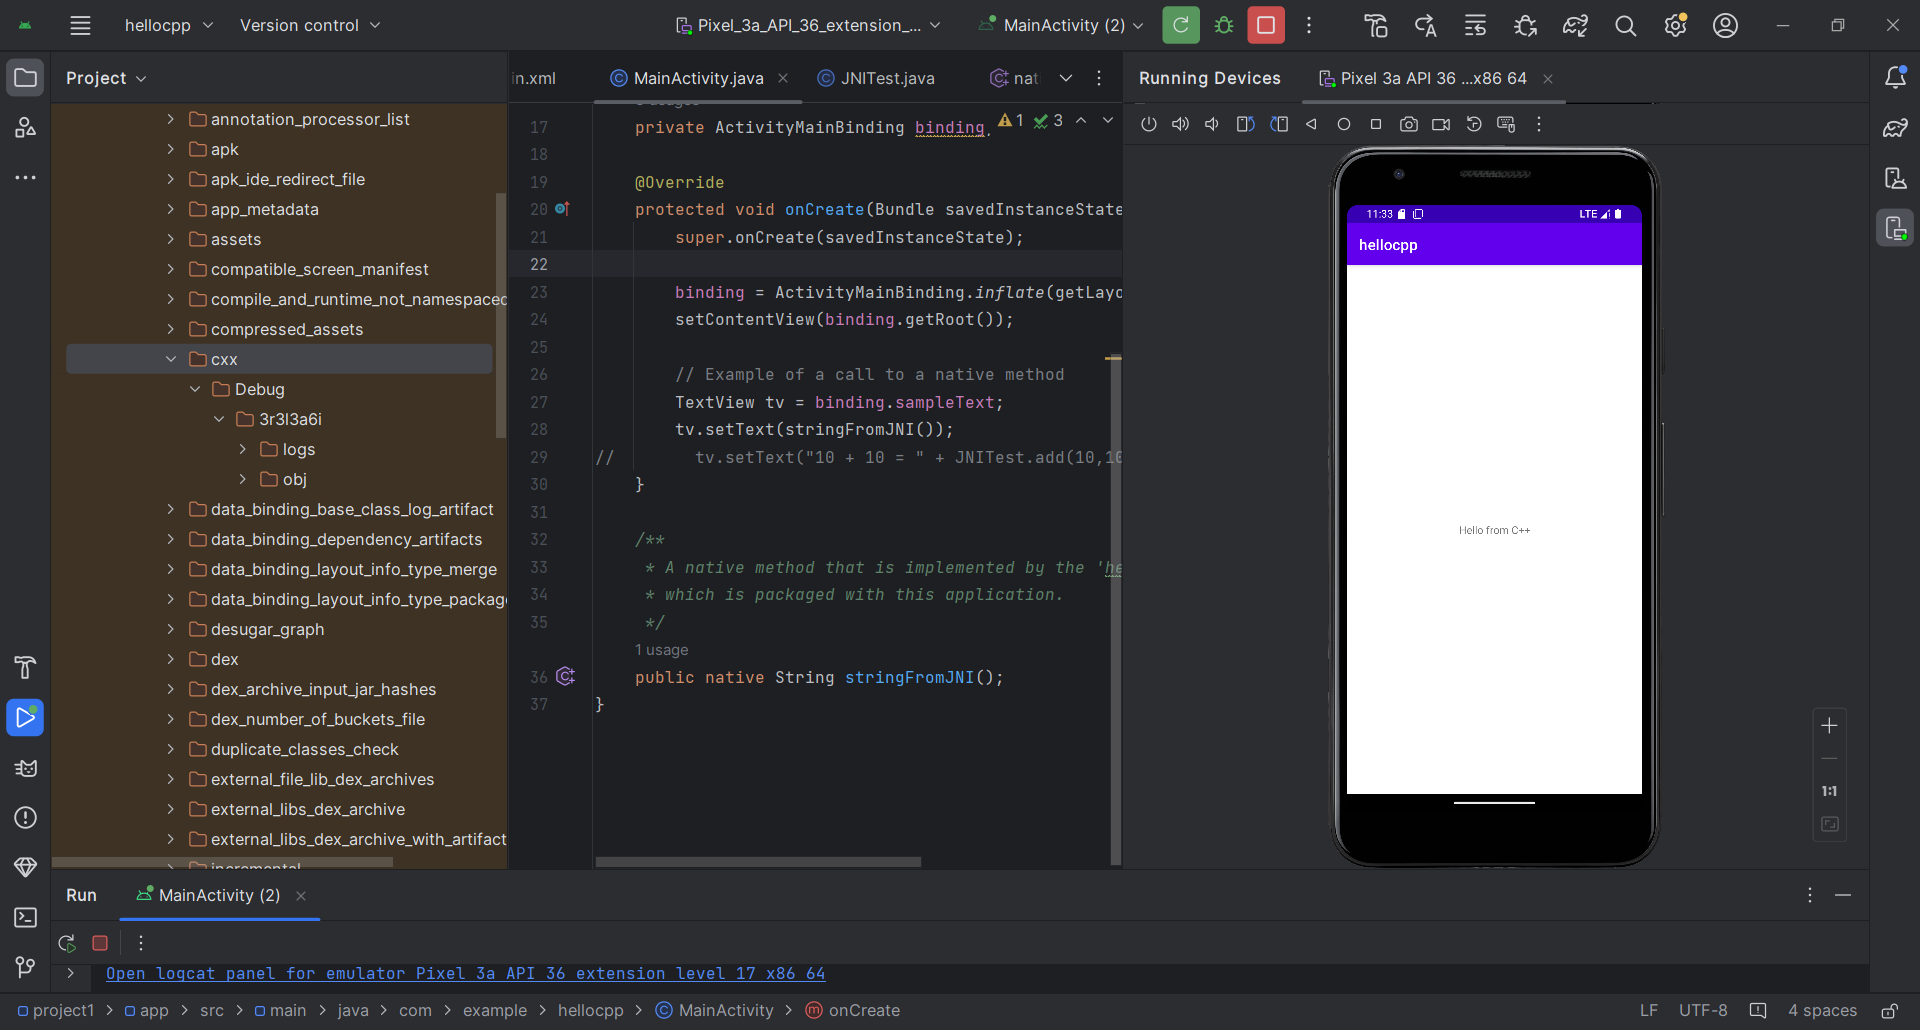 hellocpp
Version control
Pixel_3a_API_36_extension_...
MainActivity (2)
Project
in.xml
MainActivity.java
JNITest.java
nat
Running Devices
Pixel 3a API 36 ...x86 64
annotation_processor_list
apk
apk_ide_redirect_file
app_metadata
assets
compatible_screen_manifest
compile_and_runtime_not_namespaced
compressed_assets
cxx
Debug
3r3l3a6i
logs
obj
data_binding_base_class_log_artifact
data_binding_dependency_artifacts
data_binding_layout_info_type_merge
data_binding_layout_info_type_package
desugar_graph
dex
dex_archive_input_jar_hashes
dex_number_of_buckets_file
duplicate_classes_check
external_file_lib_dex_archives
external_libs_dex_archive
external_libs_dex_archive_with_artifact
incremental
17 private ActivityMainBinding binding. 1 3
18
19 @Override
20 protected void onCreate(Bundle savedInstanceState
21 super.onCreate(savedInstanceState);
22
23 binding = ActivityMainBinding.inflate(getLayo
24 setContentView(binding.getRoot());
25
26 // Example of a call to a native method
27 TextView tv = binding.sampleText;
28 tv.setText(stringFromJNI());
29 // tv.setText("10 + 10 = " + JNITest.add(10,10
30 }
31
32 /**
33 * A native method that is implemented by the 'he
34 * which is packaged with this application.
35 */
1 usage
36 public native String stringFromJNI();
37 }
11:33
LTE
hellocpp
Hello from C++
1:1
Run
MainActivity (2)
Open logcat panel for emulator Pixel 3a API 36 extension level 17 x86 64
project1 > app > src > main > java > com > example > hellocpp > MainActivity > onCreate
LF
UTF-8
4 spaces